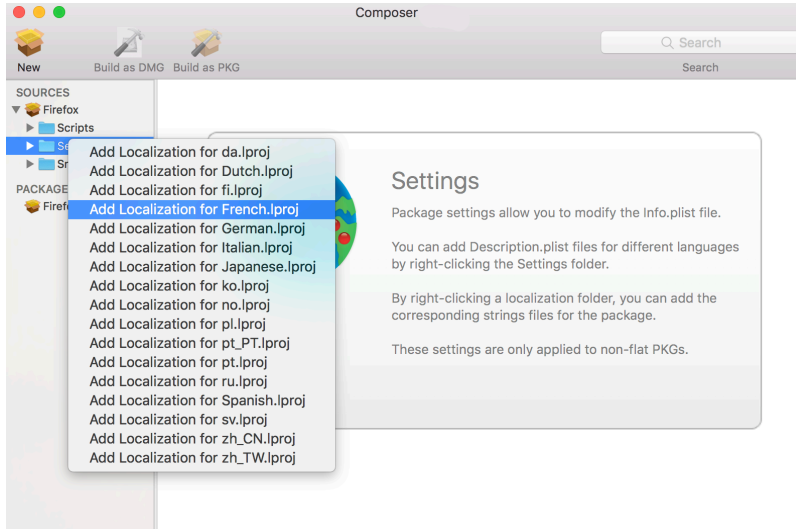 Composer
New
Build as DMG
Build as PKG
Search
Search
SOURCES
Firefox
Scripts
PACKAGE
Add Localization for da.lproj
Add Localization for Dutch.lproj
Add Localization for fi.lproj
Add Localization for French.lproj
Add Localization for German.lproj
Add Localization for Italian.lproj
Add Localization for Japanese.lproj
Add Localization for ko.lproj
Add Localization for no.lproj
Add Localization for pl.lproj
Add Localization for pt_PT.lproj
Add Localization for pt.lproj
Add Localization for ru.lproj
Add Localization for Spanish.lproj
Add Localization for sv.lproj
Add Localization for zh_CN.lproj
Add Localization for zh_TW.lproj
Settings
Package settings allow you to modify the Info.plist file.
You can add Description.plist files for different languages
by right-clicking the Settings folder.
By right-clicking a localization folder, you can add the
corresponding strings files for the package.
These settings are only applied to non-flat PKGs.